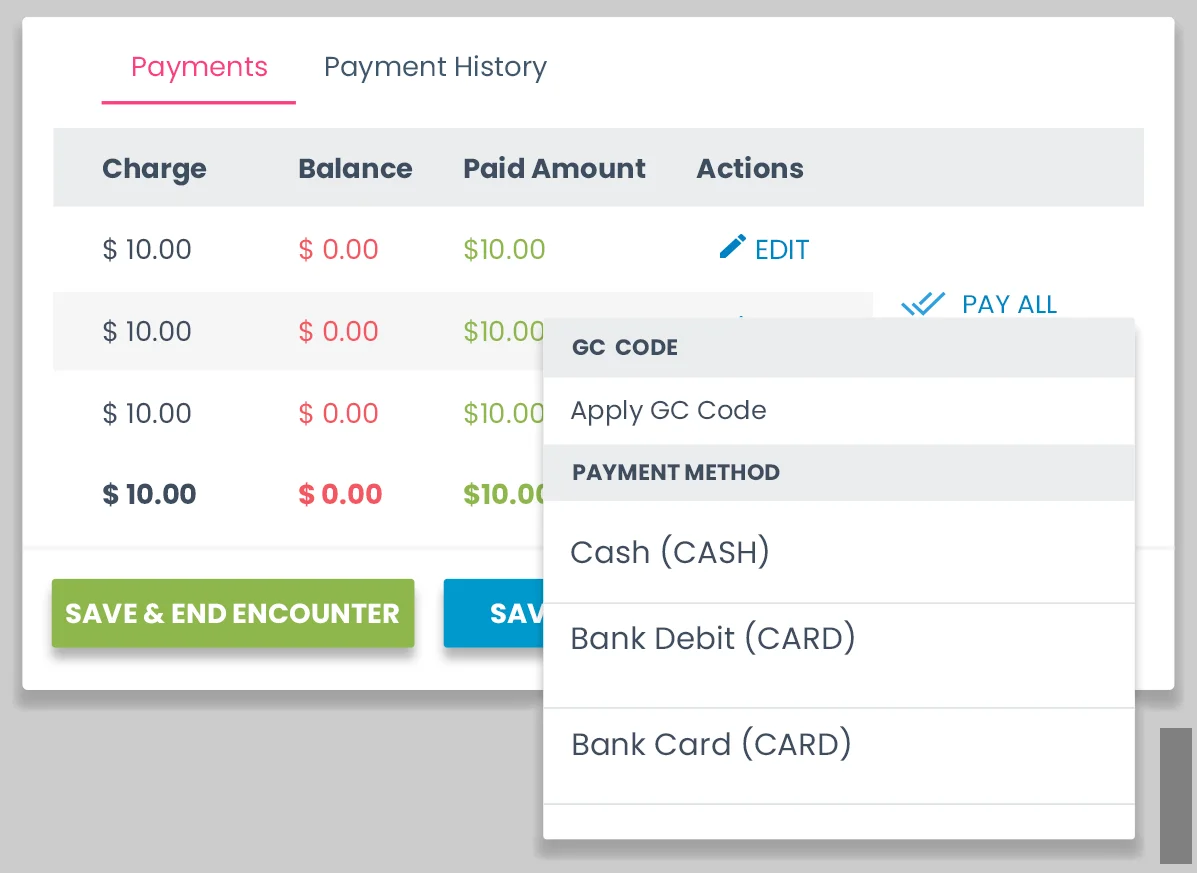 Payments Payment History
Charge Balance Paid Amount Actions
$ 10.00 $ 0.00 $10.00 EDIT
PAY ALL
$ 10.00 $ 0.00 $10.00
GC CODE
$ 10.00 $ 0.00 $10.00
Apply GC Code
PAYMENT METHOD
$ 10.00 $ 0.00 $10.00
Cash (CASH)
SAVE & END ENCOUNTER SAV
Bank Debit (CARD)
Bank Card (CARD)